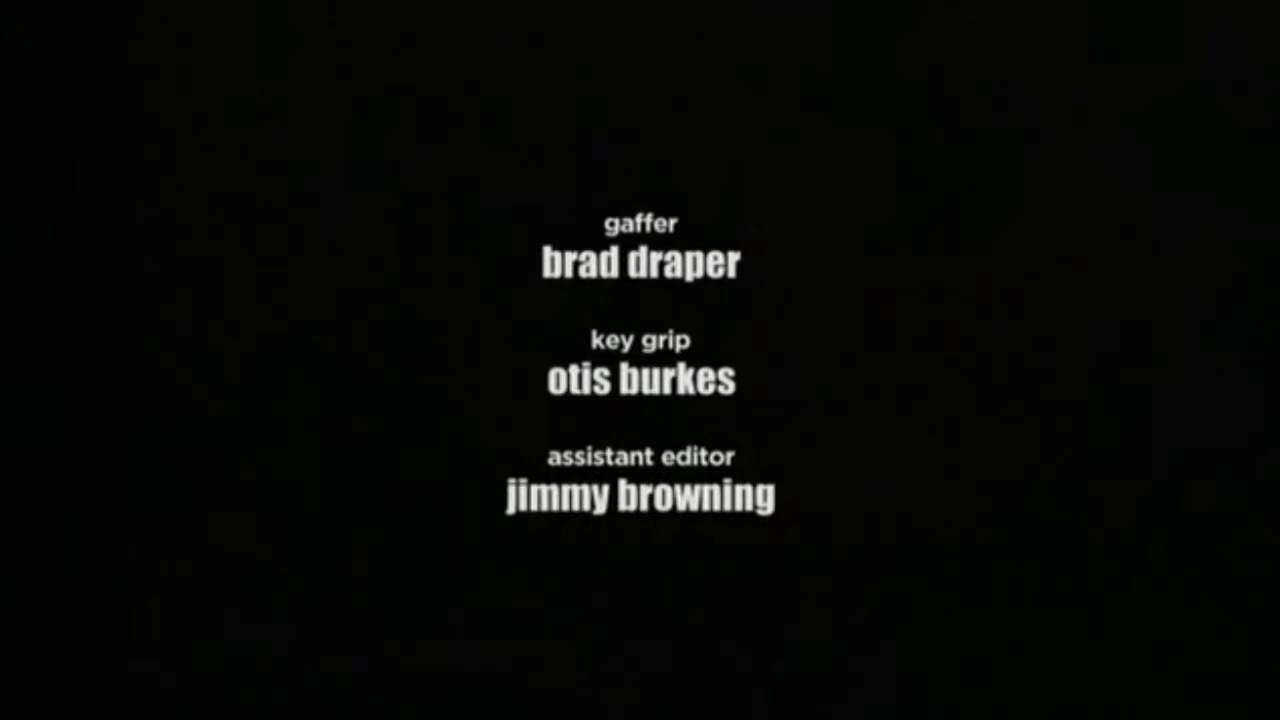 gaffer
brad draper
key grip
otis burkes
assistant editor
jimmy browning